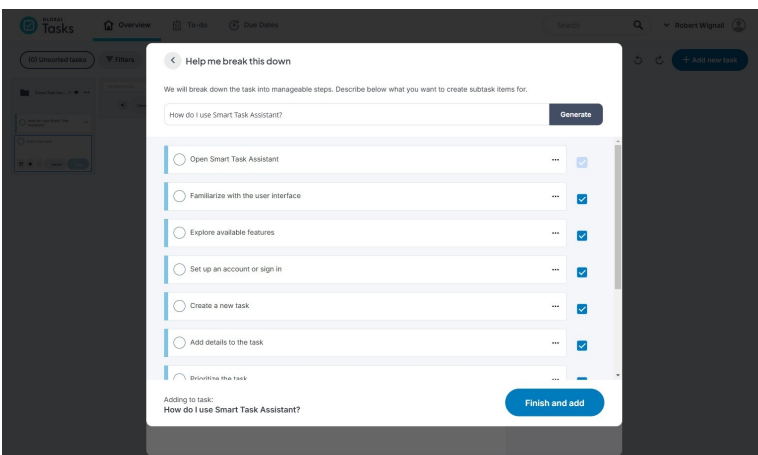 GLOBAL
Tasks
Overview
To-do
Due Dates
Search
Robert Wignall
(0) Unsorted tasks
Filters
+ Add new task
Help me break this down
We will break down the task into manageable steps. Describe below what you want to create subtask items for.
How do I use Smart Task Assistant?
Generate
Open Smart Task Assistant
Familiarize with the user interface
Explore available features
Set up an account or sign in
Create a new task
Add details to the task
Prioritize the task
Adding to task:
How do I use Smart Task Assistant?
Finish and add